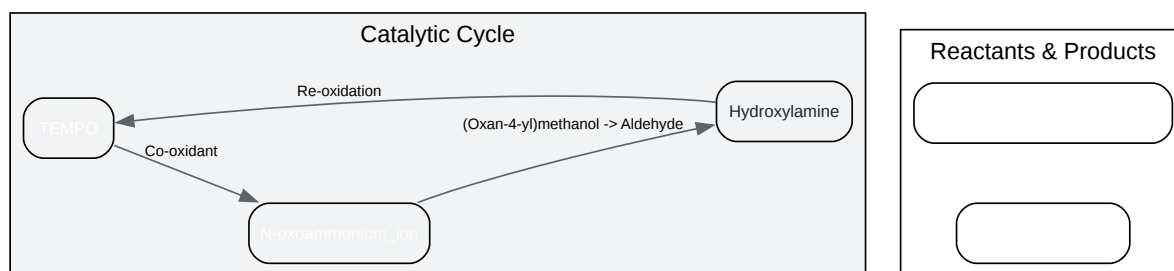 Catalytic Cycle
Reactants & Products
Re-oxidation
TEMPO
(Oxan-4-yl)methanol -> Aldehyde
Hydroxylamine
Co-oxidant
N-oxoammonium_ion